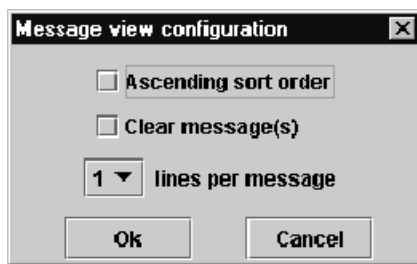 Message view configuration
Ascending sort order
Clear message(s)
1 lines per message
Ok Cancel